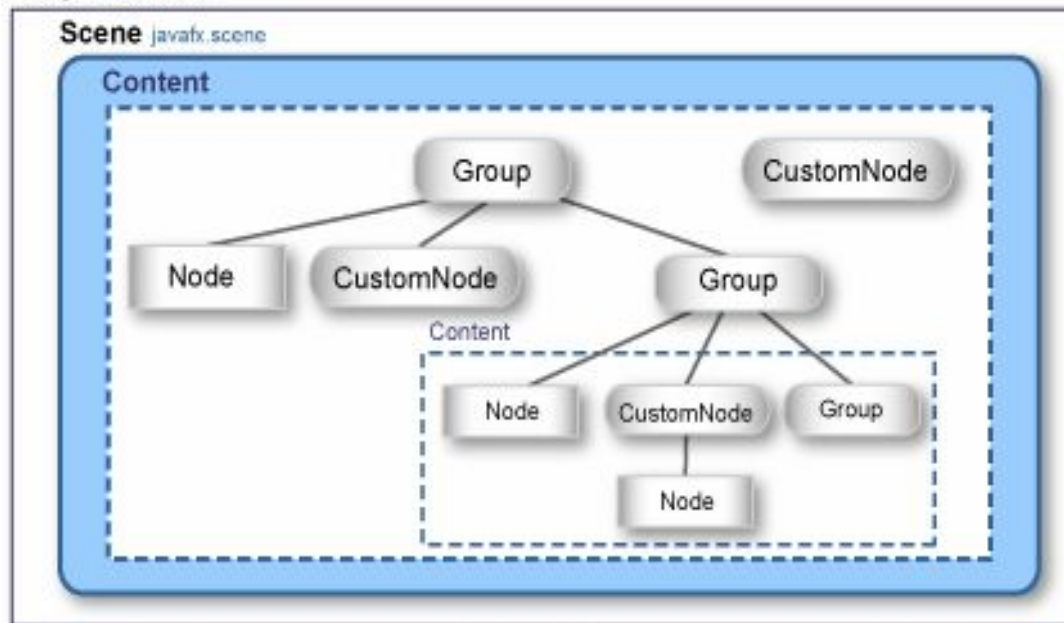 Scene javafx.scene
Content
Group
CustomNode
Node
CustomNode
Group
Content
Node
CustomNode
Group
Node